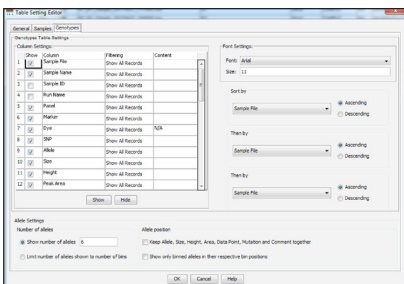 Table Setting Editor
General Samples Genotypes
Genotypes Table Settings
Column Settings
Show Column Filtering Content
1 Sample File Show All Records
2 Sample Name Show All Records
3 Sample ID Show All Records
4 Run Name Show All Records
5 Panel Show All Records
6 Marker Show All Records
7 Dye Show All Records N/A
8 SNP Show All Records
9 Allele Show All Records
10 Size Show All Records
11 Height Show All Records
12 Peak Area Show All Records
Show Hide
Font Settings
Font: Arial
Size: 11
Sort by
Sample File
Ascending
Descending
Then by
Sample File
Ascending
Descending
Then by
Sample File
Ascending
Descending
Allele Settings
Number of alleles
Show number of alleles 6
Limit number of alleles shown to number of bins
Allele position
Keep Allele, Size, Height, Area, Data Point, Mutation and Comment together
Show only binned alleles in their respective bin positions
OK Cancel Help